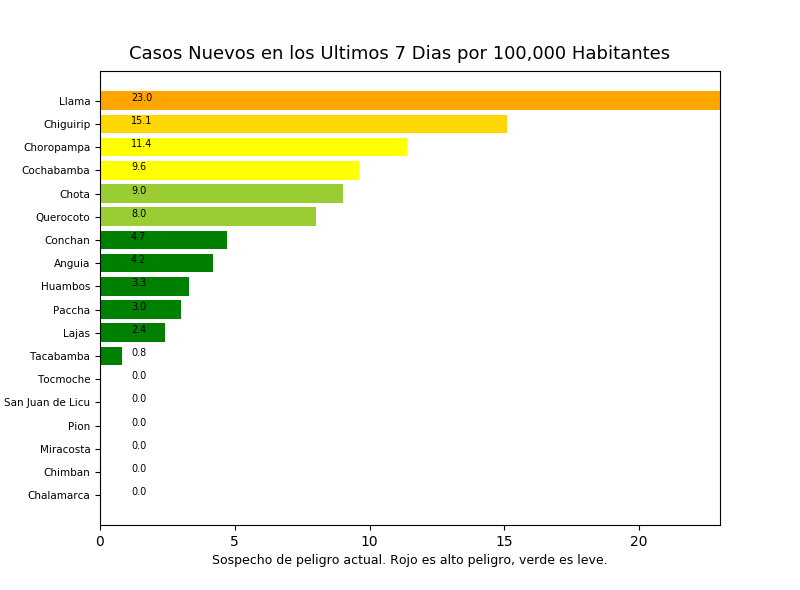 Casos Nuevos en los Ultimos 7 Dias por 100,000 Habitantes
Llama 23.0
Chiguirip 15.1
Choropampa 11.4
Cochabamba 9.6
Chota 9.0
Querocoto 8.0
Conchan 4.7
Anguia 4.2
Huambos 3.3
Paccha 3.0
Lajas 2.4
Tacabamba 0.8
Tocmoche 0.0
San Juan de Licu 0.0
Pion 0.0
Miracosta 0.0
Chimban 0.0
Chalamarca 0.0
0 5 10 15 20
Sospecho de peligro actual. Rojo es alto peligro, verde es leve.